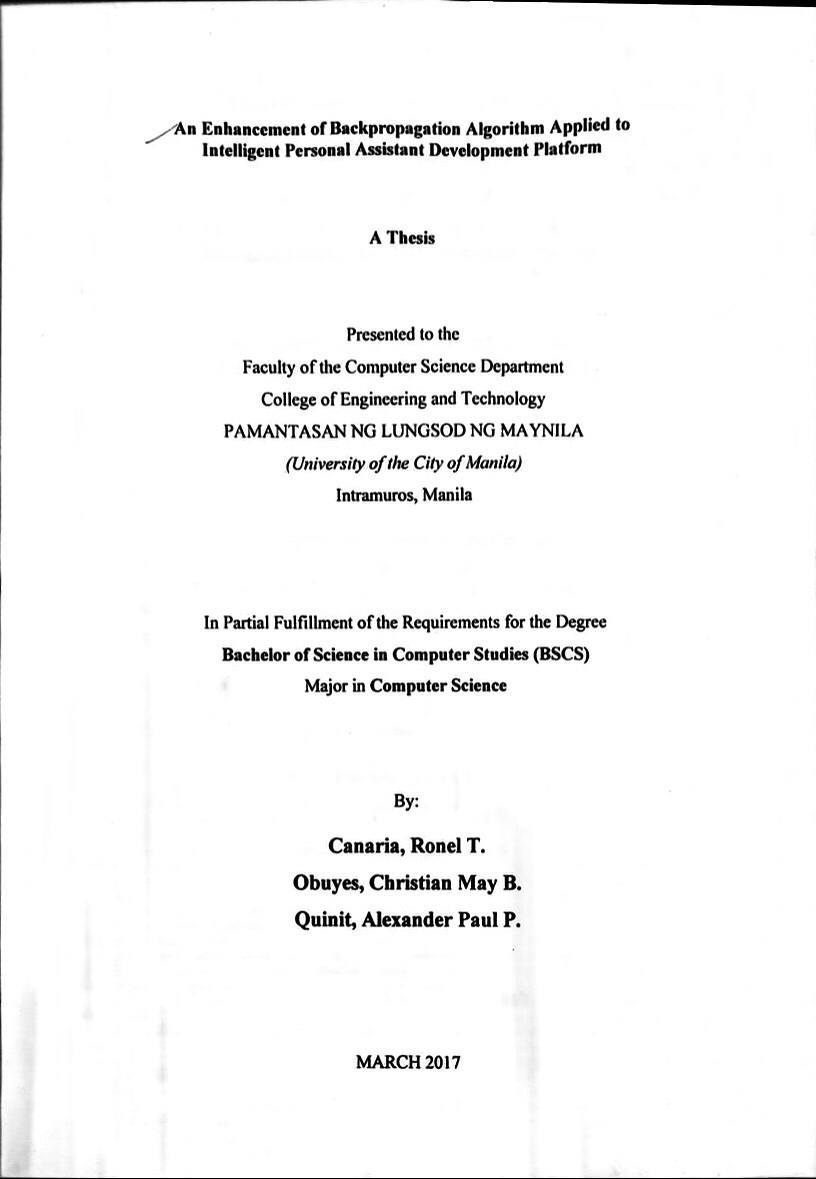 An Enhancement of Backpropagation Algorithm Applied to
Intelligent Personal Assistant Development Platform
A Thesis
Presented to the
Faculty of the Computer Science Department
College of Engineering and Technology
PAMANTASAN NG LUNGSOD NG MAYNILA
(University of the City of Manila)
Intramuros, Manila
In Partial Fulfillment of the Requirements for the Degree
Bachelor of Science in Computer Studies (BSCS)
Major in Computer Science
By:
Canaria, Ronel T.
Obuyes, Christian May B.
Quinit, Alexander Paul P.
MARCH 2017